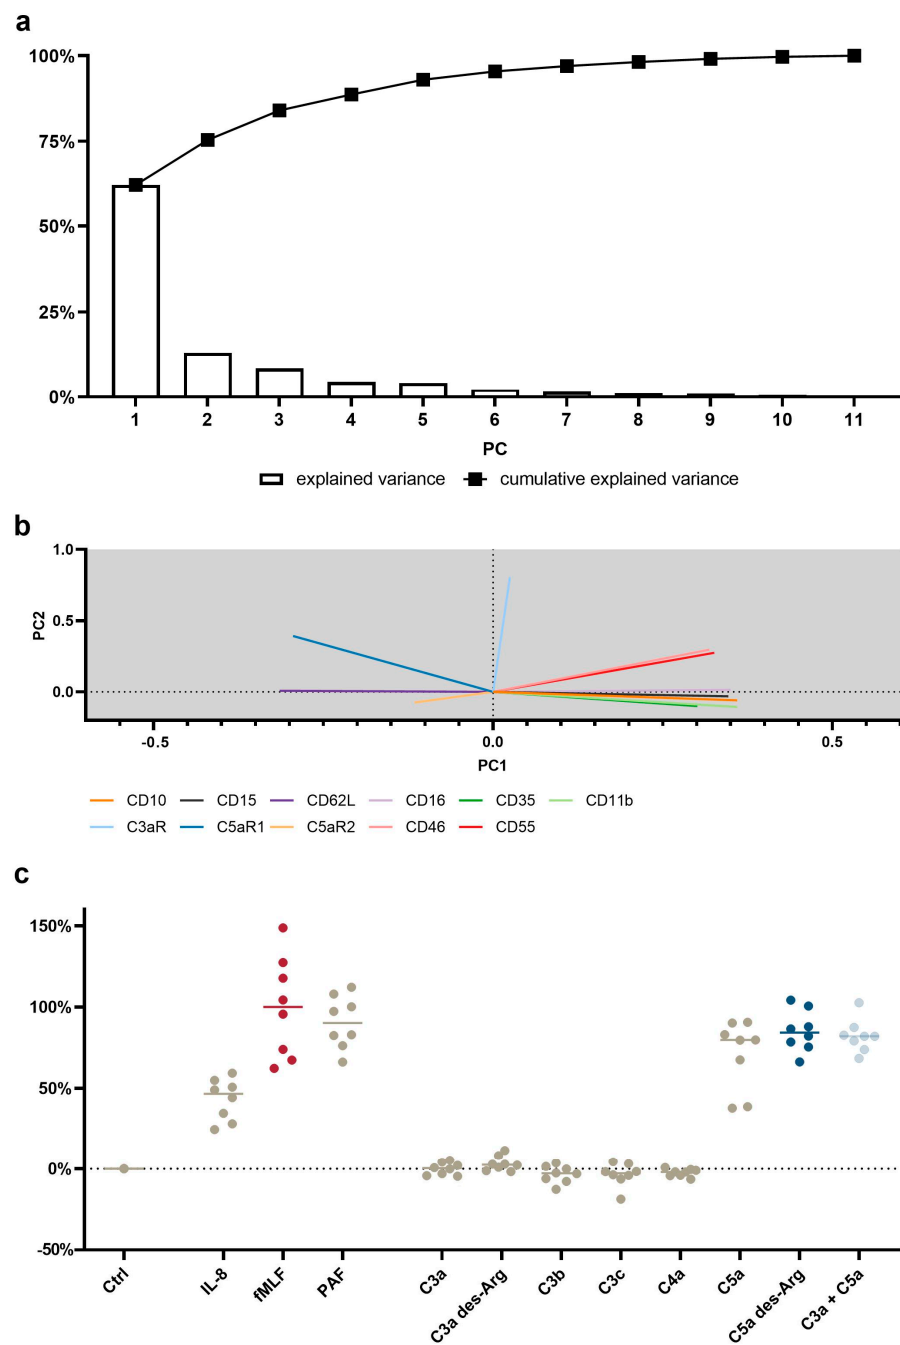 a
100%
75%
50%
25%
0%
1 2 3 4 5 6 7 8 9 10 11
PC
explained variance cumulative explained variance
b
1.0
0.5
0.0
PC2
-0.5 0.0 0.5
PC1
CD10 CD15 CD62L CD16 CD35 CD11b
C3aR C5aR1 C5aR2 CD46 CD55
c
150%
100%
50%
0%
-50%
Ctrl IL-8 fMLF PAF C3a C3a des-Arg C3b C3c C4a C5a C5a des-Arg C3a + C5a